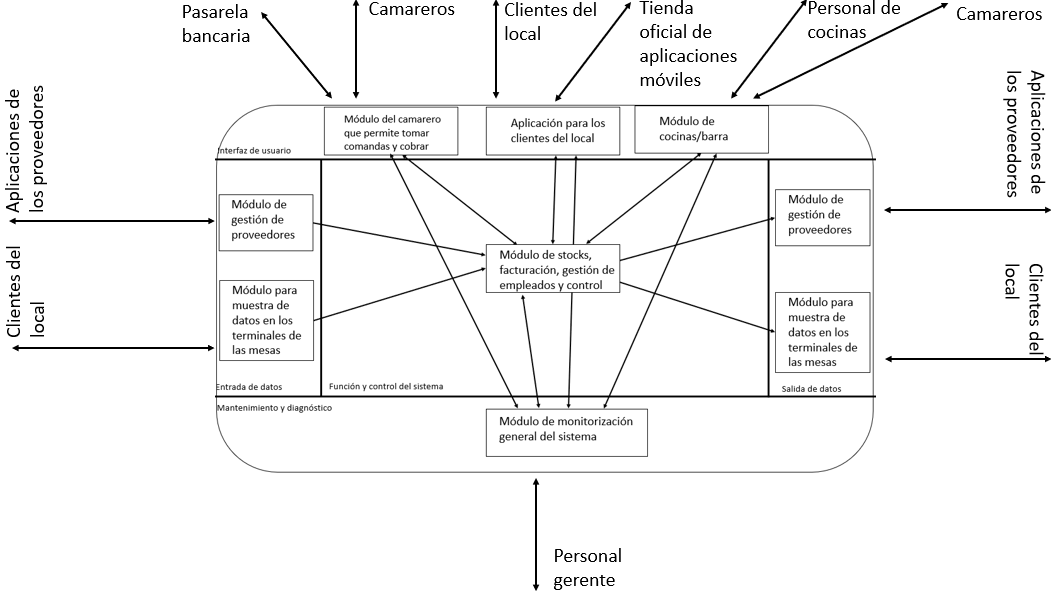 Pasarela
bancaria
Camareros
Clientes del
local
Tienda
oficial de
aplicaciones
móviles
Personal de
cocinas
Camareros
Aplicaciones de
los proveedores
Clientes del
local
Aplicaciones de
los proveedores
Clientes del
local
Módulo del camarero
que permite tomar
comandas y cobrar
Aplicación para los
clientes del local
Módulo de
cocinas/barra
Interfaz de usuario
Módulo de
gestión de
proveedores
Módulo para
muestra de
datos en los
terminales de
las mesas
Entrada de datos
Módulo de stocks,
facturación, gestión de
empleados y control
Función y control del sistema
Módulo de
gestión de
proveedores
Módulo para
muestra de
datos en los
terminales de
las mesas
Salida de datos
Mantenimiento y diagnóstico
Módulo de monitorización
general del sistema
Personal
gerente